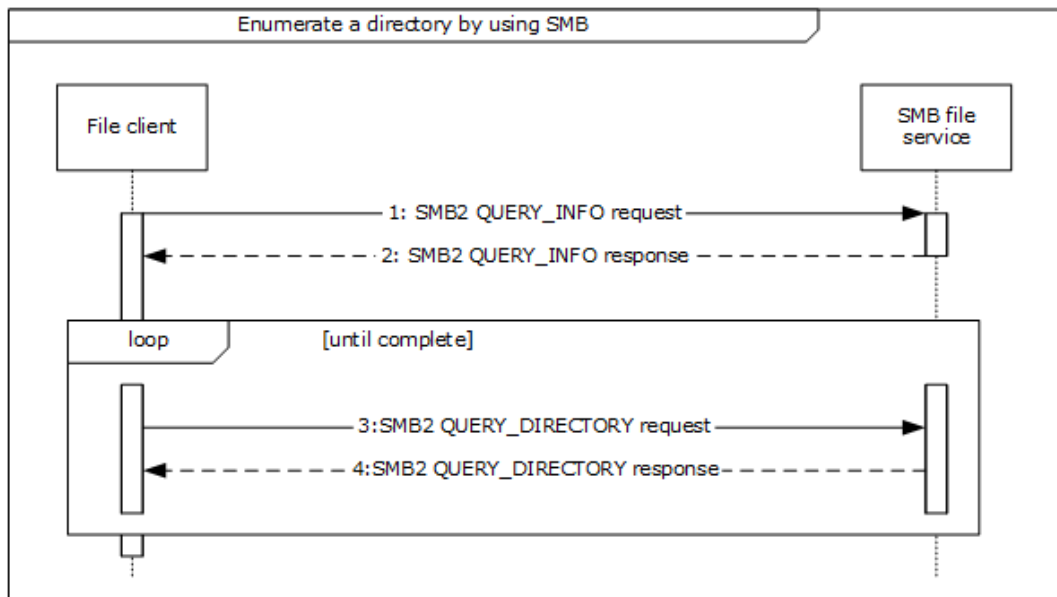 Enumerate a directory by using SMB
File client
SMB file
service
1: SMB2 QUERY_INFO request
2: SMB2 QUERY_INFO response
loop
[until complete]
3:SMB2 QUERY_DIRECTORY request
4:SMB2 QUERY_DIRECTORY response